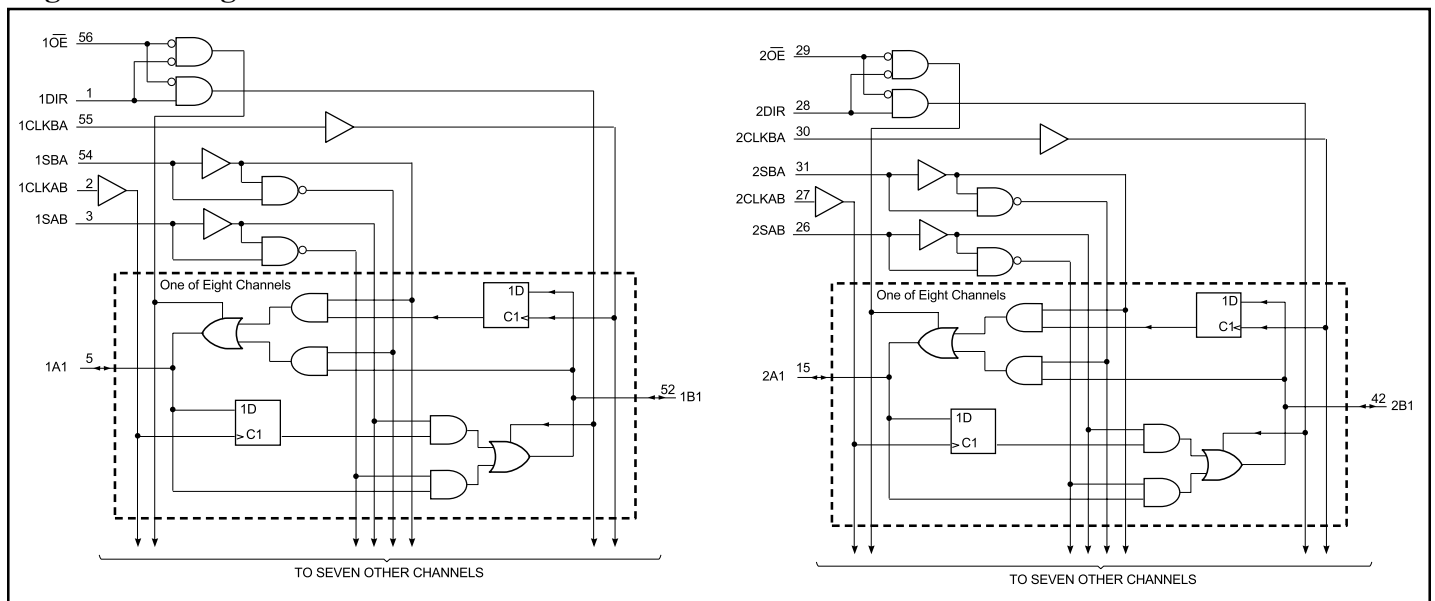 1O̅E̅ 56
1DIR 1
1CLKBA 55
1SBA 54
1CLKAB 2
1SAB 3
One of Eight Channels
1D
C1
1A1 5
1D
C1
52 1B1
TO SEVEN OTHER CHANNELS
2O̅E̅ 29
2DIR 28
2CLKBA 30
2SBA 31
2CLKAB 27
2SAB 26
One of Eight Channels
1D
C1
2A1 15
1D
C1
42 2B1
TO SEVEN OTHER CHANNELS